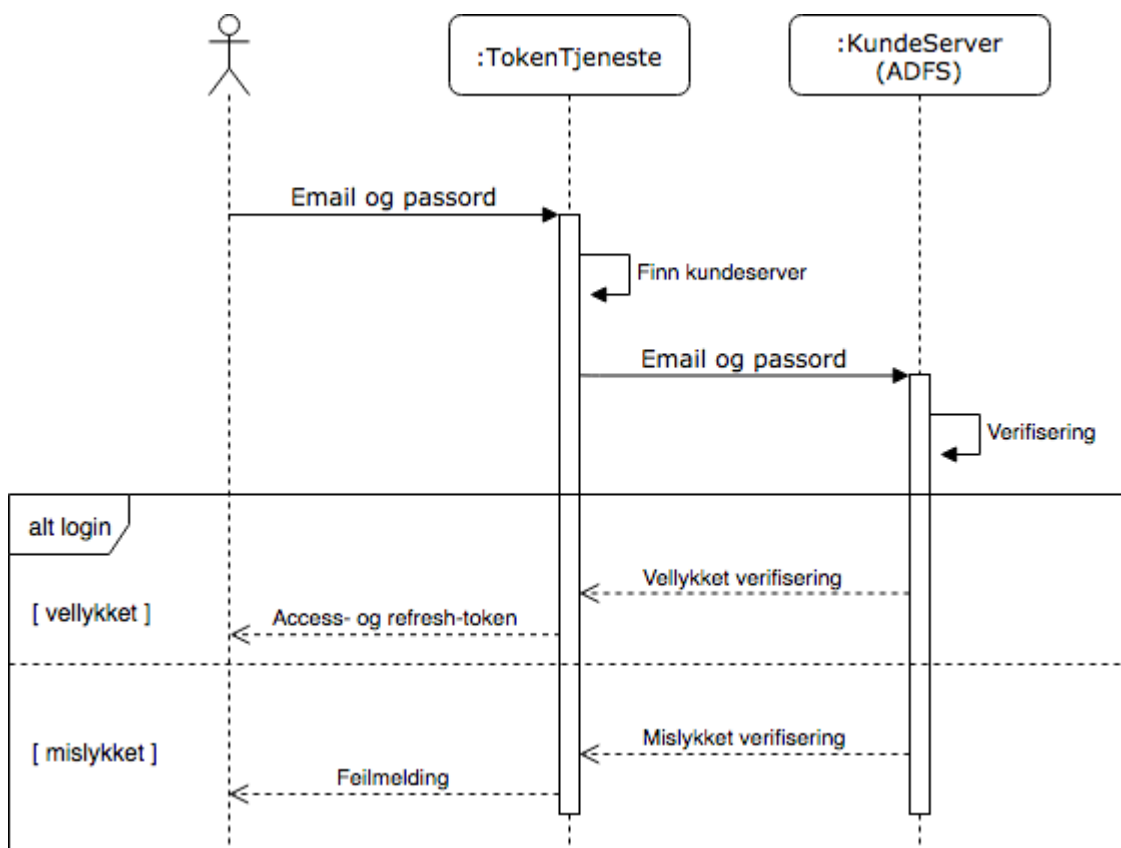 :TokenTjeneste
:KundeServer
(ADFS)
Email og passord
Finn kundeserver
Email og passord
Verifisering
alt login
Vellykket verifisering
[ vellykket ]
Access- og refresh-token
Mislykket verifisering
[ mislykket ]
Feilmelding